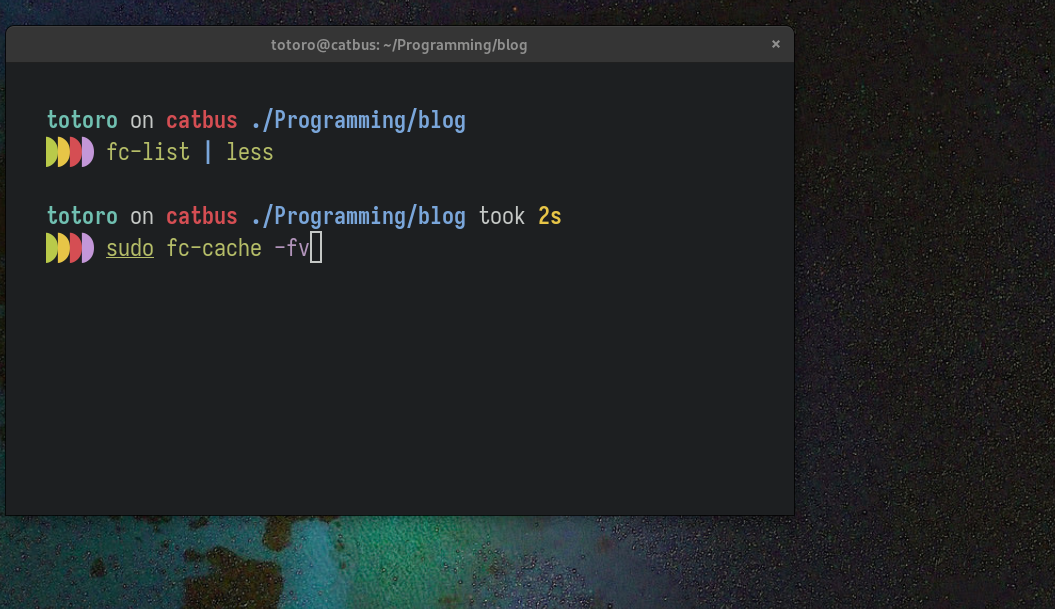 totoro@catbus: ~/Programming/blog ×
totoro on catbus ./Programming/blog
fc-list | less
totoro on catbus ./Programming/blog took 2s
sudo fc-cache -fv